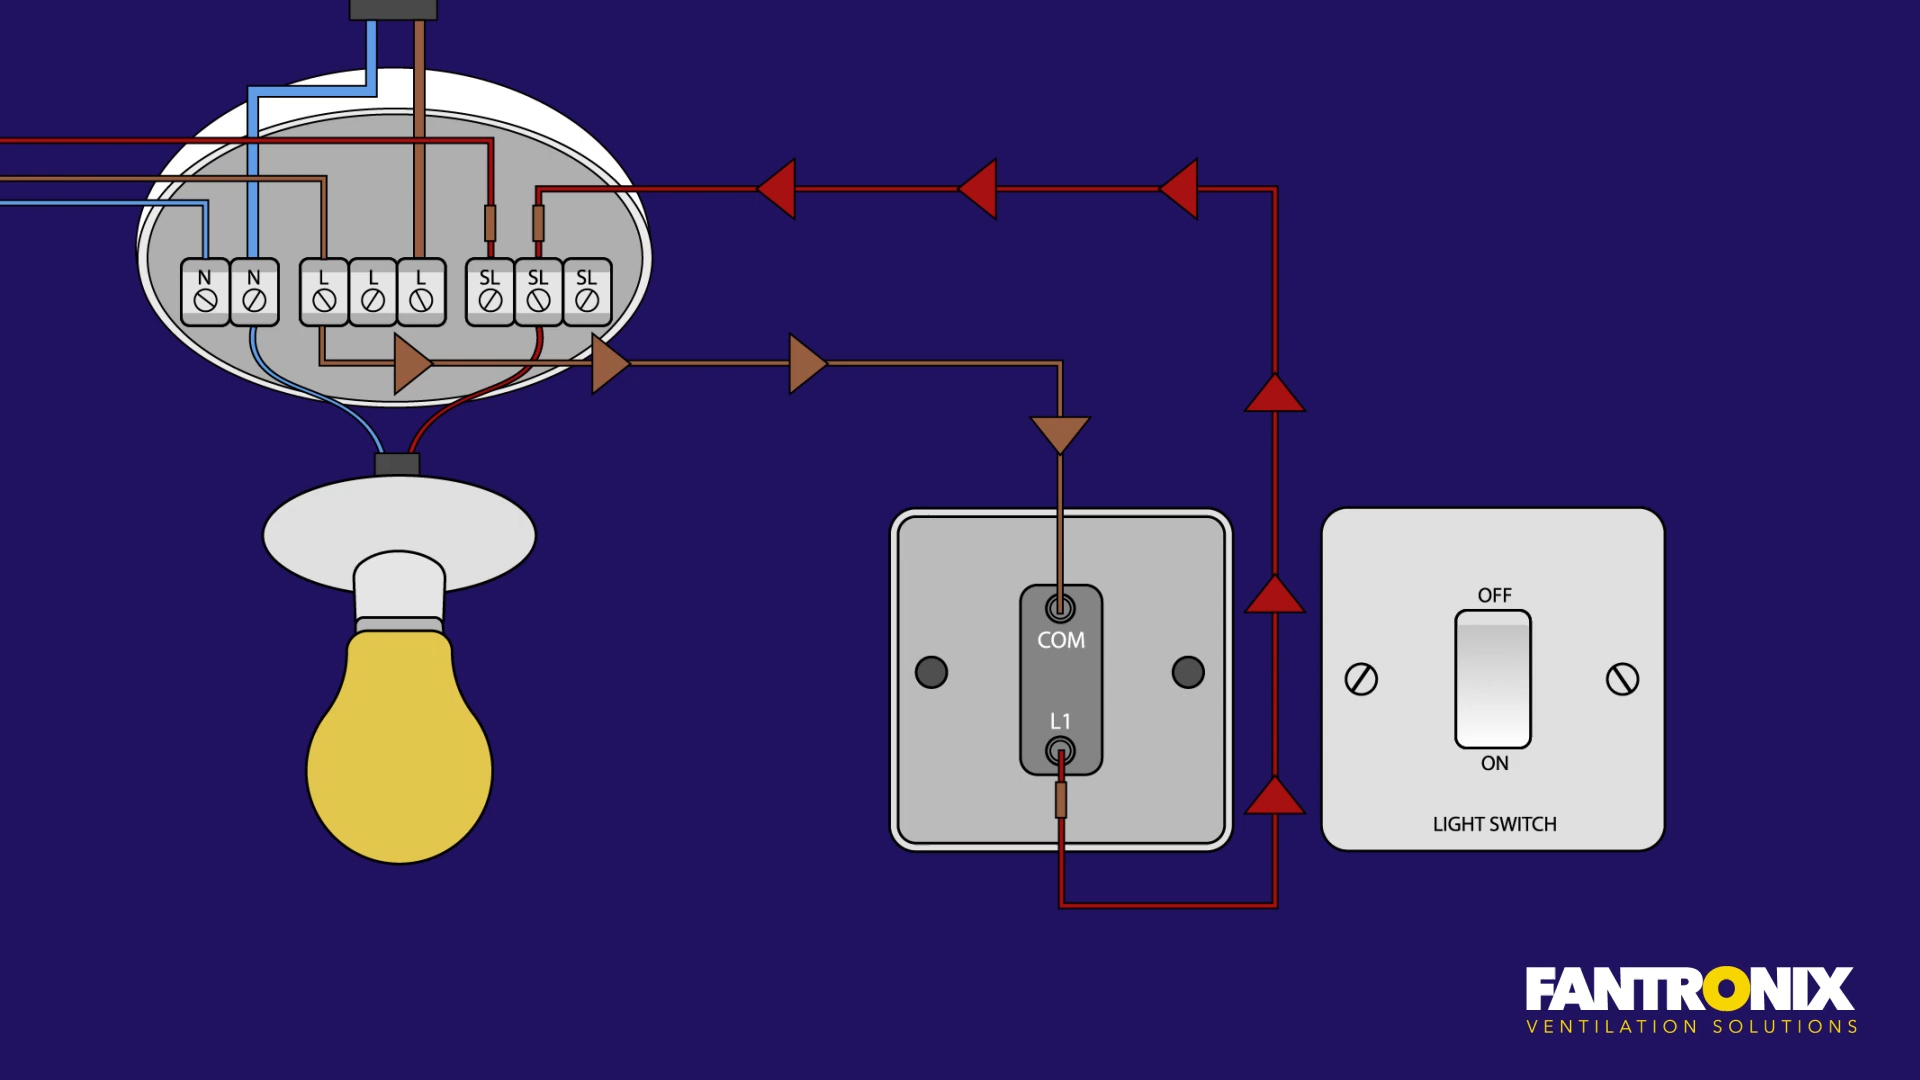 N N L L L SL SL SL
COM
L1
OFF
ON
LIGHT SWITCH
FANTRONIX
VENTILATION SOLUTIONS